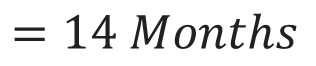 = 14 Months